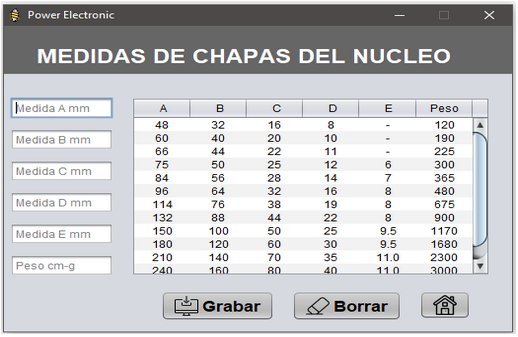 Power Electronic
MEDIDAS DE CHAPAS DEL NUCLEO
Medida A mm
Medida B mm
Medida C mm
Medida D mm
Medida E mm
Peso cm-g
A B C D E Peso
48 32 16 8 - 120
60 40 20 10 - 190
66 44 22 11 - 225
75 50 25 12 6 300
84 56 28 14 7 365
96 64 32 16 8 480
114 76 38 19 8 675
132 88 44 22 8 900
150 100 50 25 9.5 1170
180 120 60 30 9.5 1680
210 140 70 35 11.0 2300
240 160 80 40 11.0 3000
Grabar Borrar